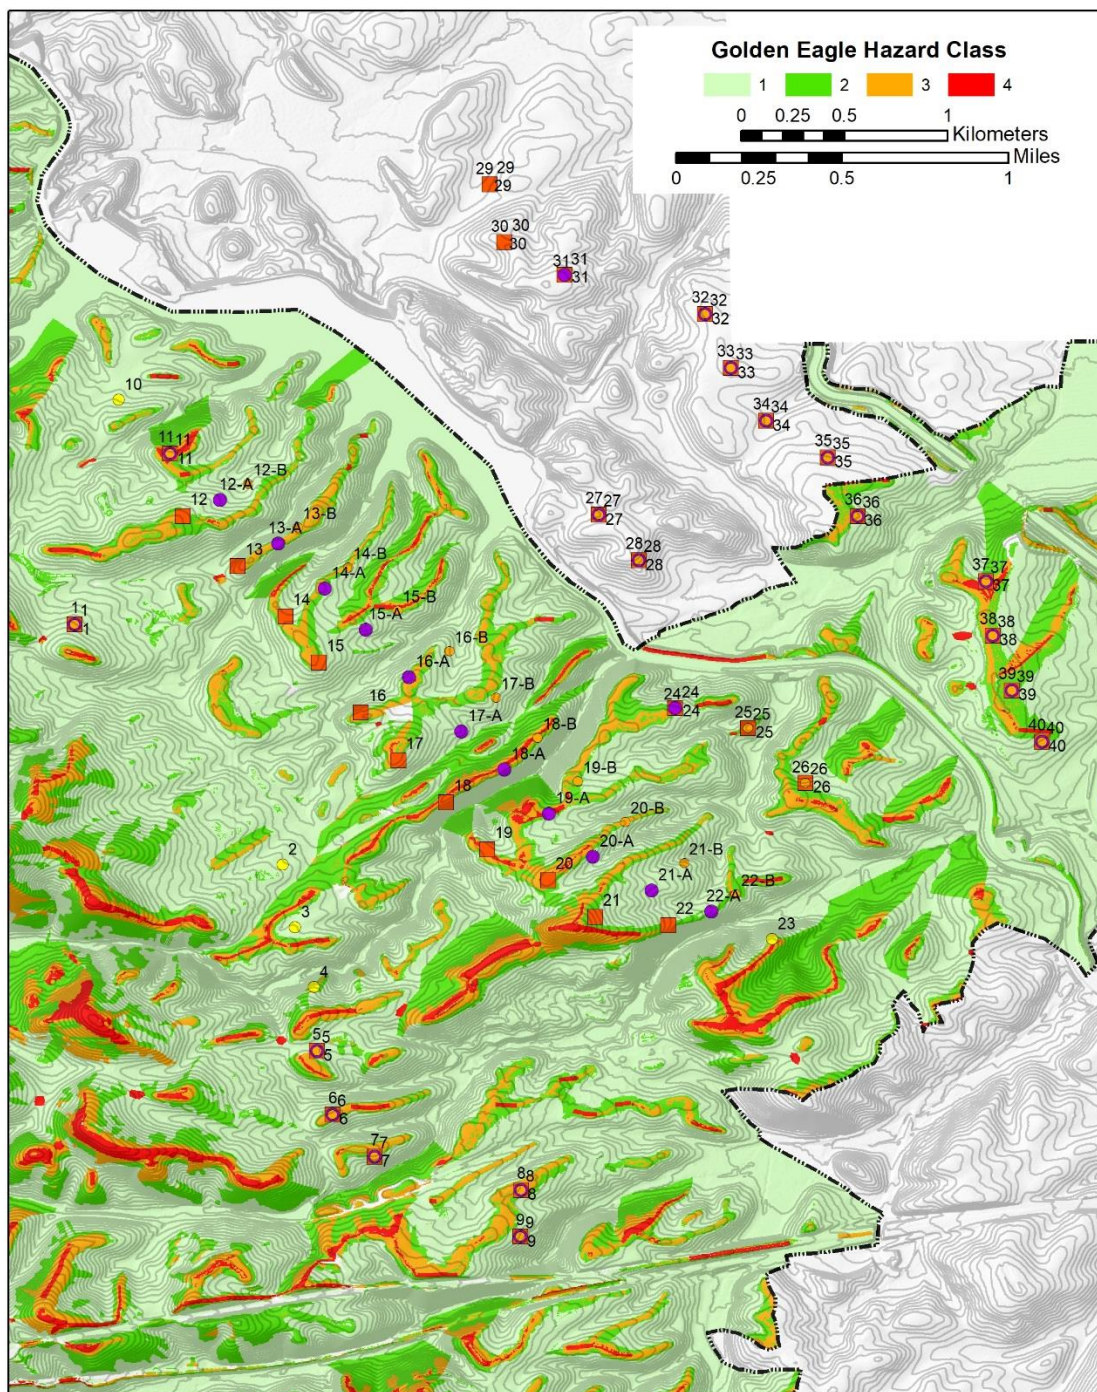 Golden Eagle Hazard Class
1 2 3 4
0 0.25 0.5 1
Kilometers
Miles
0 0.25 0.5 1
29 29
29
30 30
30
31 31
31
32 32
32
33 33
33
34 34
34
35 35
35
10
11 11
11
12-B
12-A
12
27 27
27
36 36
36
13-B
13-A
13
28 28
28
14-B
14-A
37 37
37
15-B
14
15-A
1 1
1
38 38
38
16-B
15
16-A
39 39
39
17-B
16
24 24
24
17-A
25 25
25
40 40
40
18-B
17
18-A
26 26
26
19-B
18
19-A
20-B
19
20-A
21-B
2
20
21-A
22-B
22-A
21
22
3
23
4
5 5
5
6 6
6
7 7
7
8 8
8
9 9
9